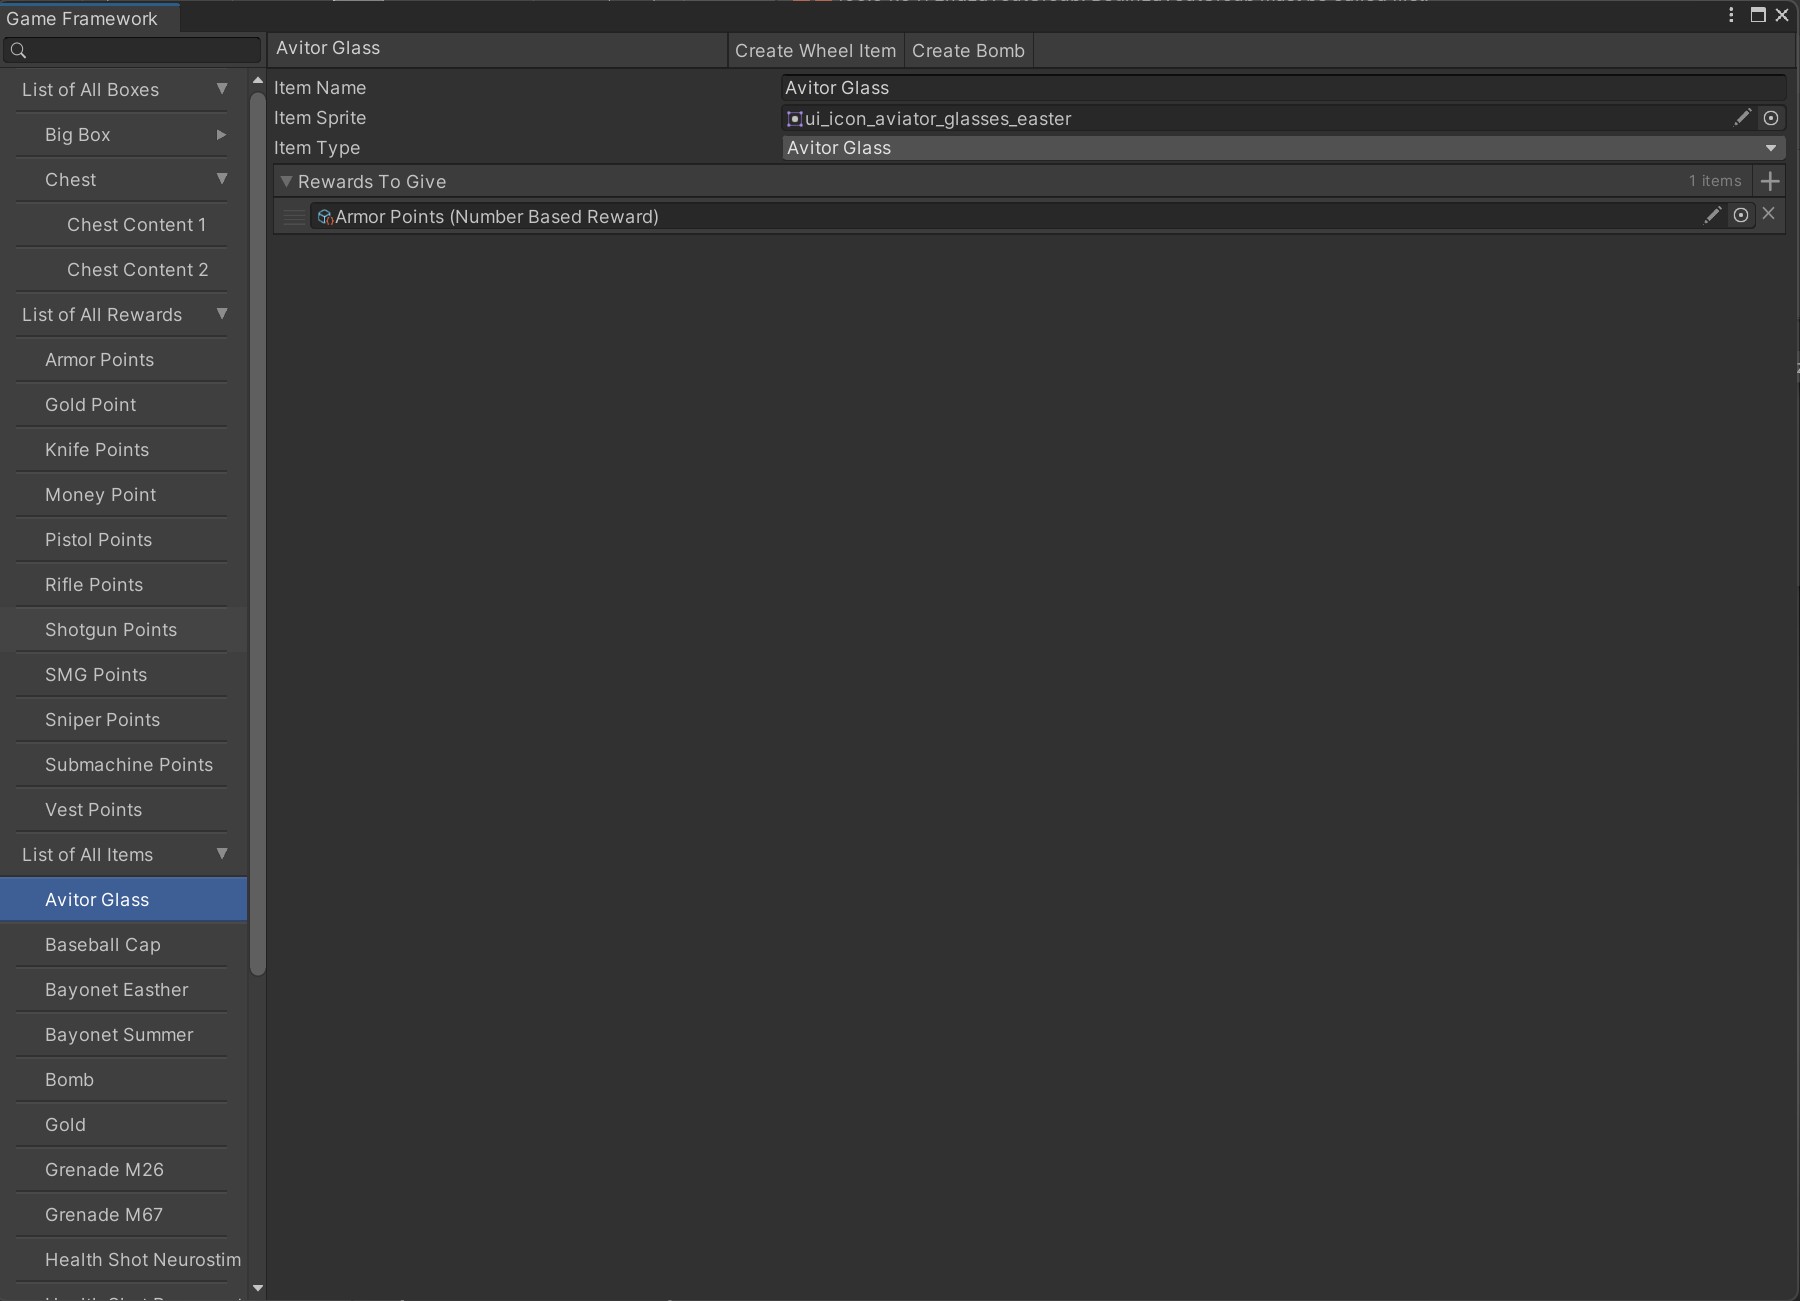 Game Framework
Avitor Glass
Create Wheel Item
Create Bomb
List of All Boxes
Big Box
Chest
Chest Content 1
Chest Content 2
List of All Rewards
Armor Points
Gold Point
Knife Points
Money Point
Pistol Points
Rifle Points
Shotgun Points
SMG Points
Sniper Points
Submachine Points
Vest Points
List of All Items
Avitor Glass
Baseball Cap
Bayonet Easther
Bayonet Summer
Bomb
Gold
Grenade M26
Grenade M67
Health Shot Neurostim
Item Name
Avitor Glass
Item Sprite
ui_icon_aviator_glasses_easter
Item Type
Avitor Glass
Rewards To Give
1 items
Armor Points (Number Based Reward)